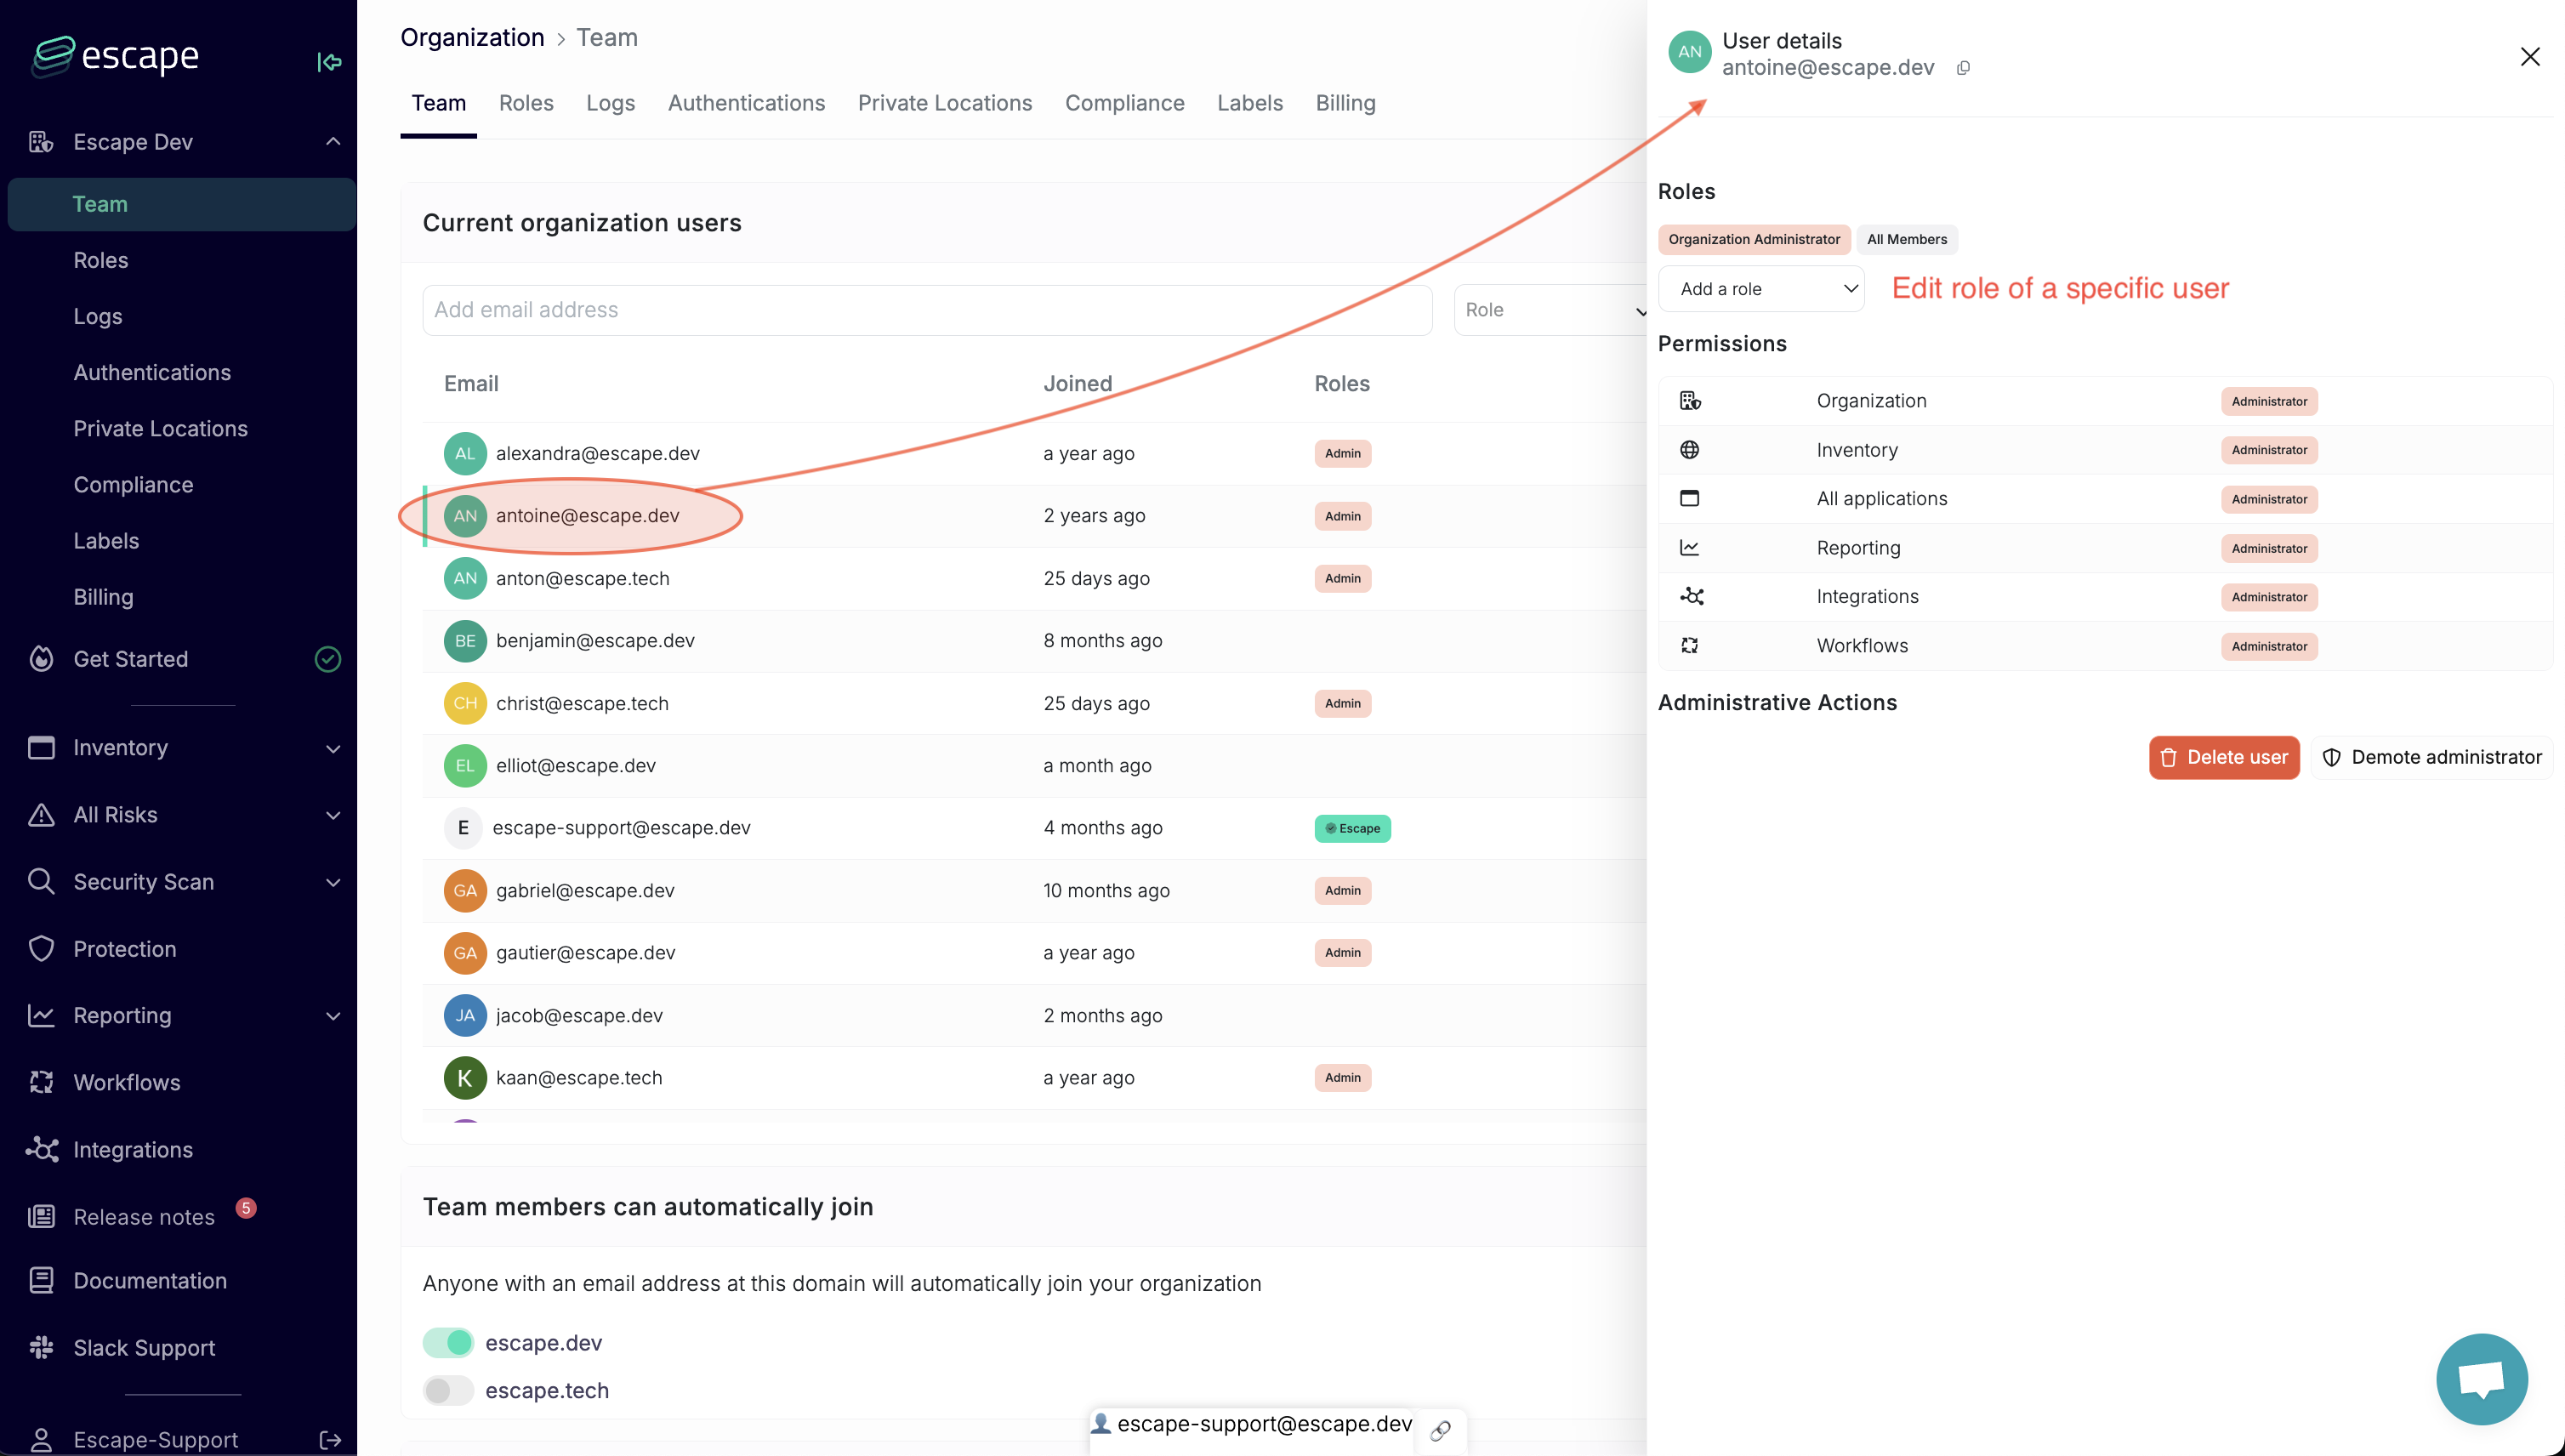 escape
Escape Dev
Team
Roles
Logs
Authentications
Private Locations
Compliance
Labels
Billing
Get Started
Inventory
All Risks
Security Scan
Protection
Reporting
Workflows
Integrations
Release notes 5
Documentation
Slack Support
Escape-Support
Organization > Team
Team Roles Logs Authentications Private Locations Compliance Labels Billing
Current organization users
Add email address Role
Email Joined Roles
AL alexandra@escape.dev a year ago Admin
AN antoine@escape.dev 2 years ago Admin
AN anton@escape.tech 25 days ago Admin
BE benjamin@escape.dev 8 months ago
CH christ@escape.tech 25 days ago Admin
EL elliot@escape.dev a month ago
E escape-support@escape.dev 4 months ago Escape
GA gabriel@escape.dev 10 months ago Admin
GA gautier@escape.dev a year ago Admin
JA jacob@escape.dev 2 months ago
K kaan@escape.tech a year ago Admin
Team members can automatically join
Anyone with an email address at this domain will automatically join your organization
escape.dev
escape.tech
escape-support@escape.dev
AN User details
antoine@escape.dev
Roles
Organization Administrator All Members
Add a role Edit role of a specific user
Permissions
Organization Administrator
Inventory Administrator
All applications Administrator
Reporting Administrator
Integrations Administrator
Workflows Administrator
Administrative Actions
Delete user Demote administrator